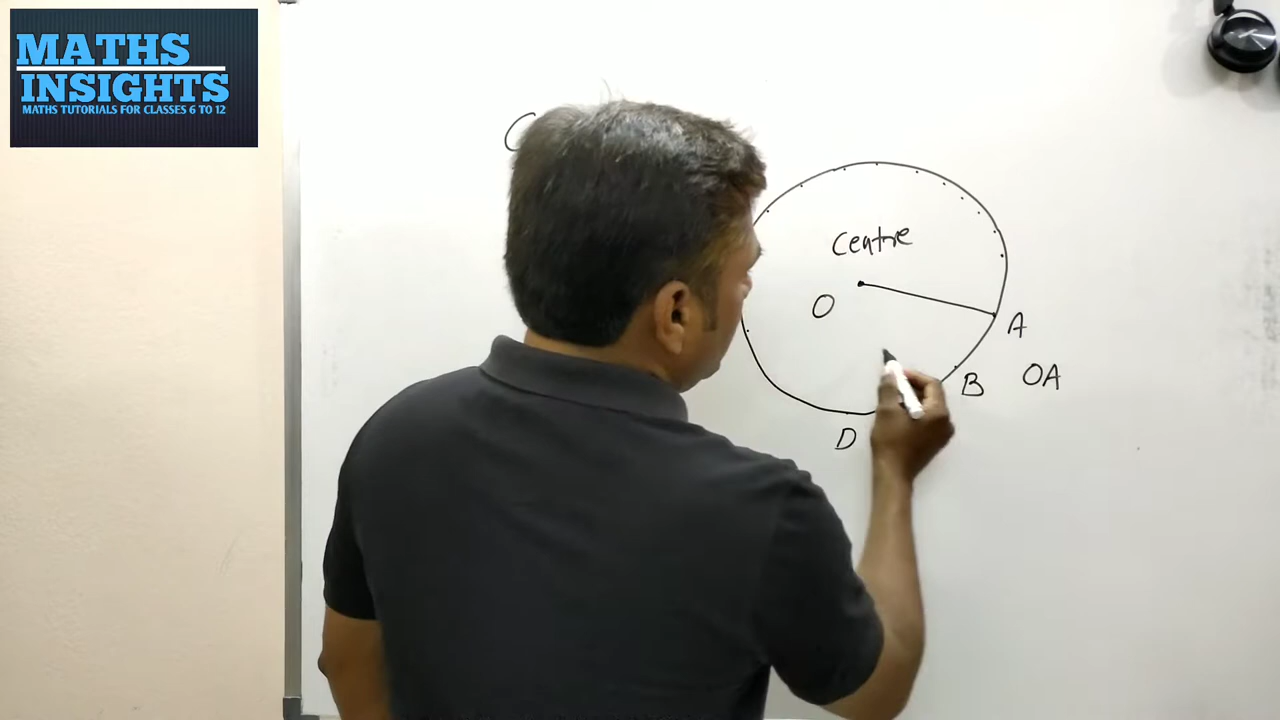 MATHS
INSIGHTS
MATHS TUTORIALS FOR CLASSES 6 TO 12
C
Centre
O
A
B
OA
D